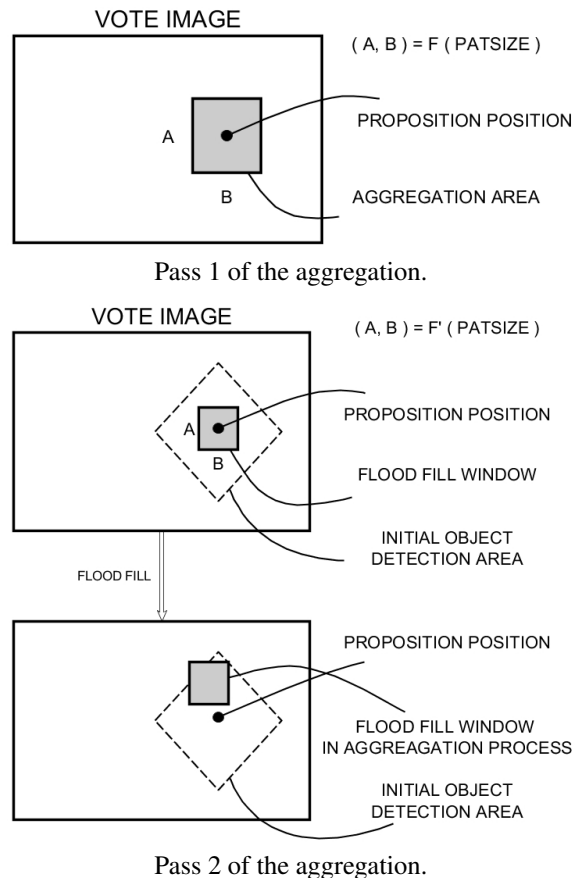 VOTE IMAGE
( A, B ) = F ( PATSIZE )
PROPOSITION POSITION
A
B
AGGREGATION AREA
Pass 1 of the aggregation.
VOTE IMAGE
( A, B ) = F' ( PATSIZE )
PROPOSITION POSITION
A
B
FLOOD FILL WINDOW
INITIAL OBJECT
DETECTION AREA
FLOOD FILL
PROPOSITION POSITION
FLOOD FILL WINDOW
IN AGGREAGATION PROCESS
INITIAL OBJECT
DETECTION AREA
Pass 2 of the aggregation.